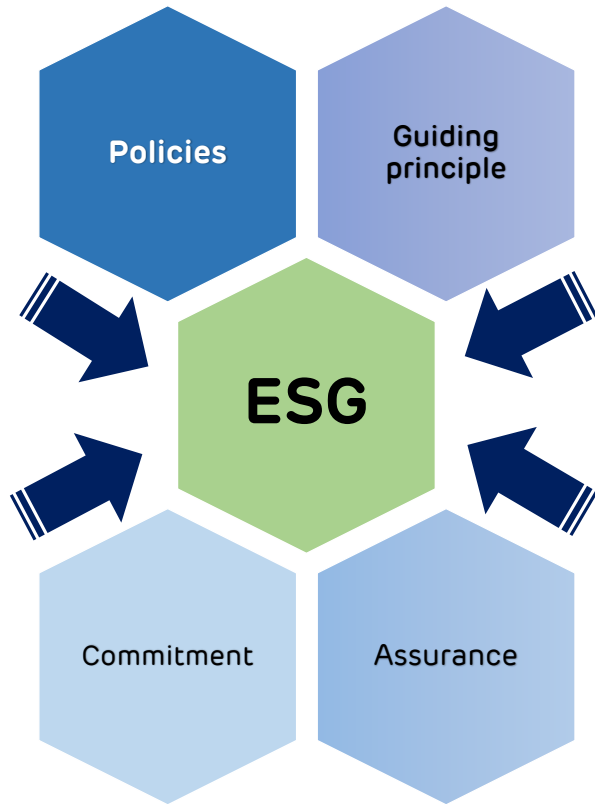 Policies
Guiding
principle
ESG
Commitment
Assurance